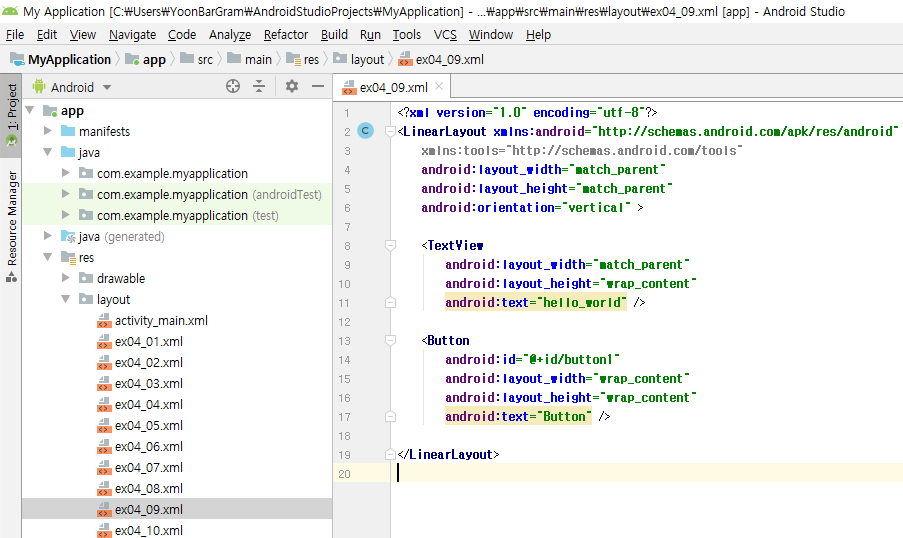 My Application [C:₩Users₩YoonBarGram₩AndroidStudioProjects₩MyApplication] - ...₩app₩src₩main₩res₩layout₩ex04_09.xml [app] - Android Studio
File Edit View Navigate Code Analyze Refactor Build Run Tools VCS Window Help
MyApplication app src main res layout ex04_09.xml
1: Project
Resource Manager
Android
app
manifests
java
com.example.myapplication
com.example.myapplication (androidTest)
com.example.myapplication (test)
java (generated)
res
drawable
layout
activity_main.xml
ex04_01.xml
ex04_02.xml
ex04_03.xml
ex04_04.xml
ex04_05.xml
ex04_06.xml
ex04_07.xml
ex04_08.xml
ex04_09.xml
ex04_10.xml
ex04_09.xml
1 <?xml version="1.0" encoding="utf-8"?>
2 C <LinearLayout xmlns:android="http://schemas.android.com/apk/res/android"
3 xmlns:tools="http://schemas.android.com/tools"
4 android:layout_width="match_parent"
5 android:layout_height="match_parent"
6 android:orientation="vertical" >
7
8 <TextView
9 android:layout_width="match_parent"
10 android:layout_height="wrap_content"
11 android:text="hello_world" />
12
13 <Button
14 android:id="@+id/button1"
15 android:layout_width="wrap_content"
16 android:layout_height="wrap_content"
17 android:text="Button" />
18
19 </LinearLayout>
20